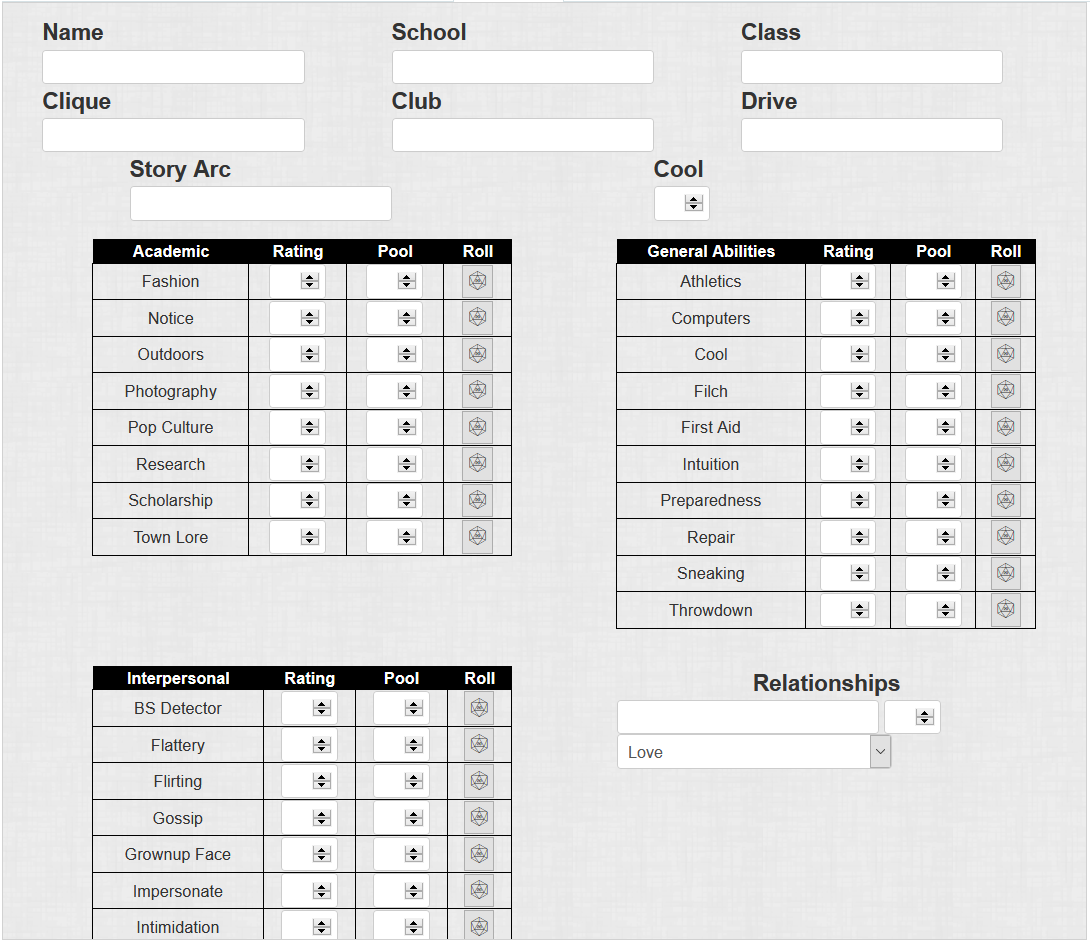 Name School Class
Clique Club Drive
Story Arc Cool
Academic Rating Pool Roll
Fashion
Notice
Outdoors
Photography
Pop Culture
Research
Scholarship
Town Lore
General Abilities Rating Pool Roll
Athletics
Computers
Cool
Filch
First Aid
Intuition
Preparedness
Repair
Sneaking
Throwdown
Interpersonal Rating Pool Roll
BS Detector
Flattery
Flirting
Gossip
Grownup Face
Impersonate
Intimidation
Relationships
Love